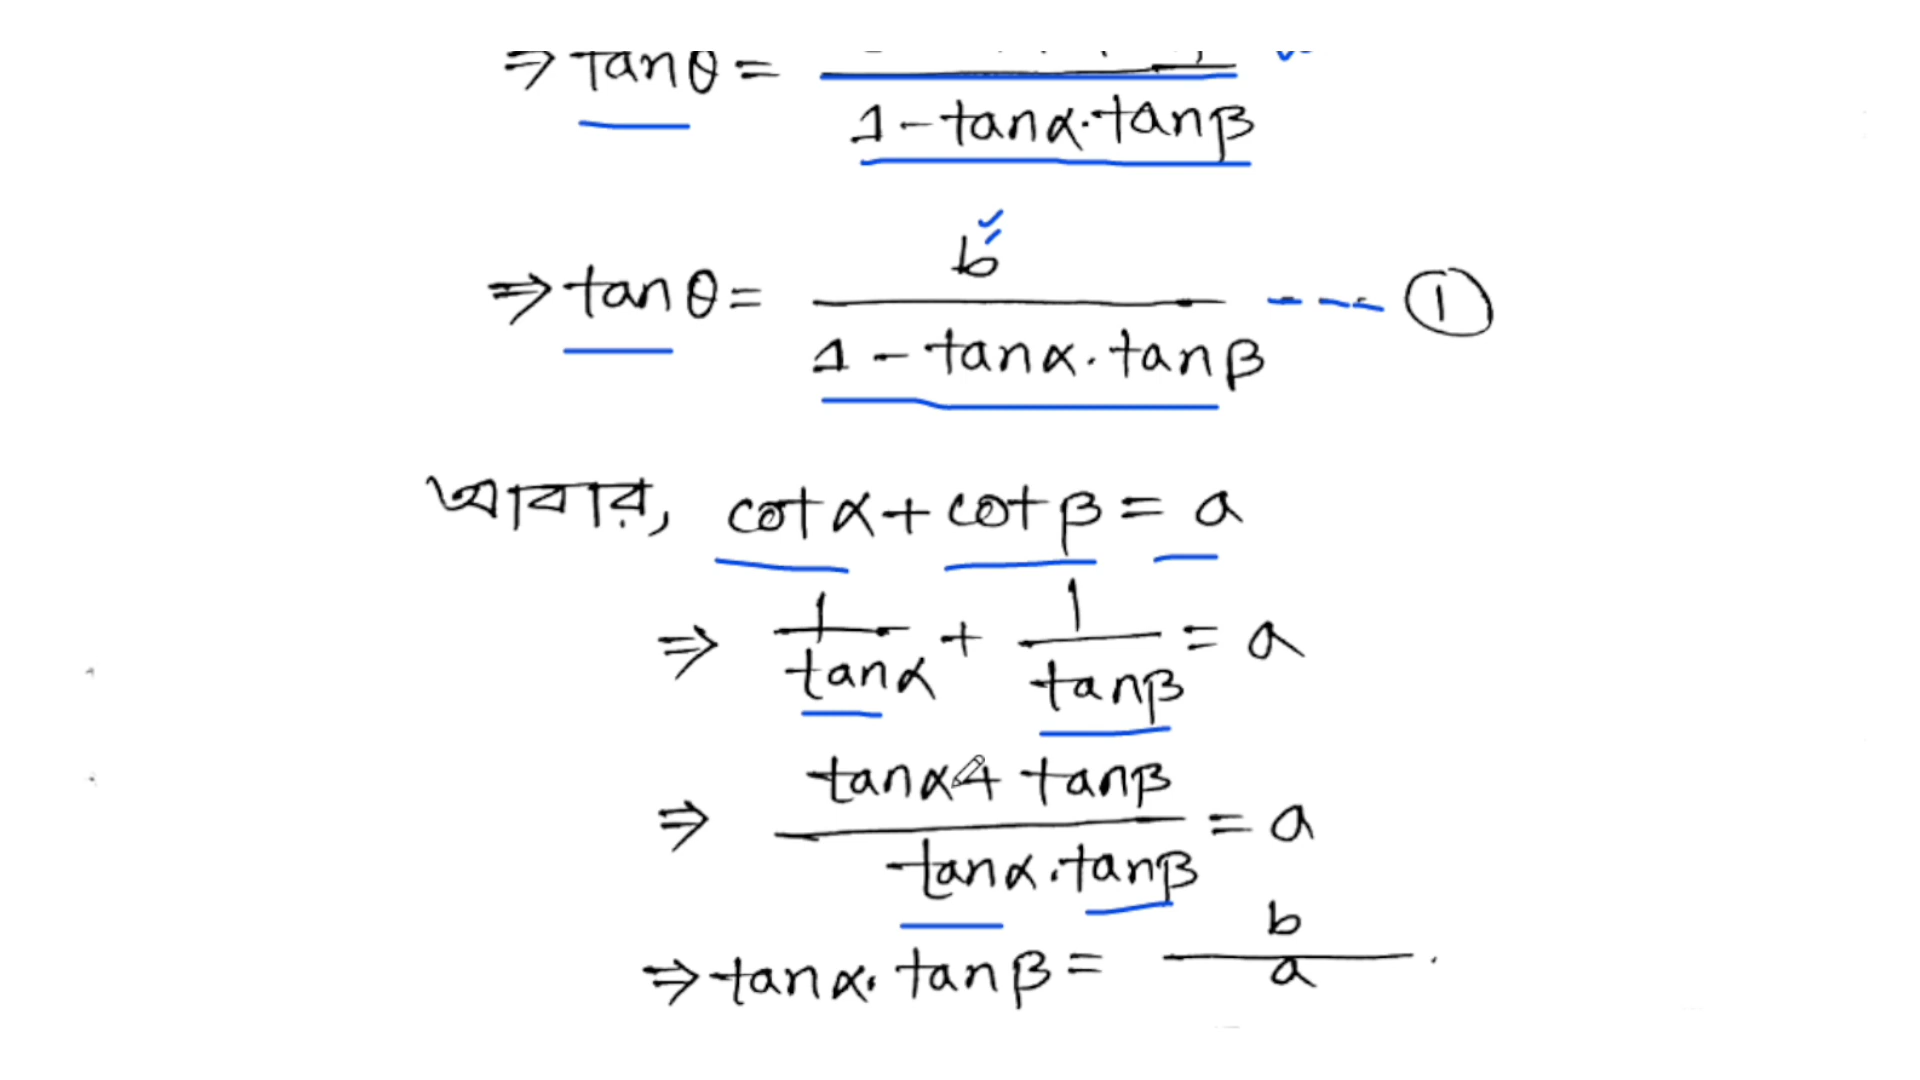 ⇒ tanθ = ――― / 1 - tanα·tanβ
⇒ tanθ = b / 1 - tanα·tanβ ---- ①
আবার, cotα + cotβ = a
⇒ 1/tanα + 1/tanβ = a
⇒ tanα + tanβ / tanα·tanβ = a
⇒ tanα·tanβ = b/a .